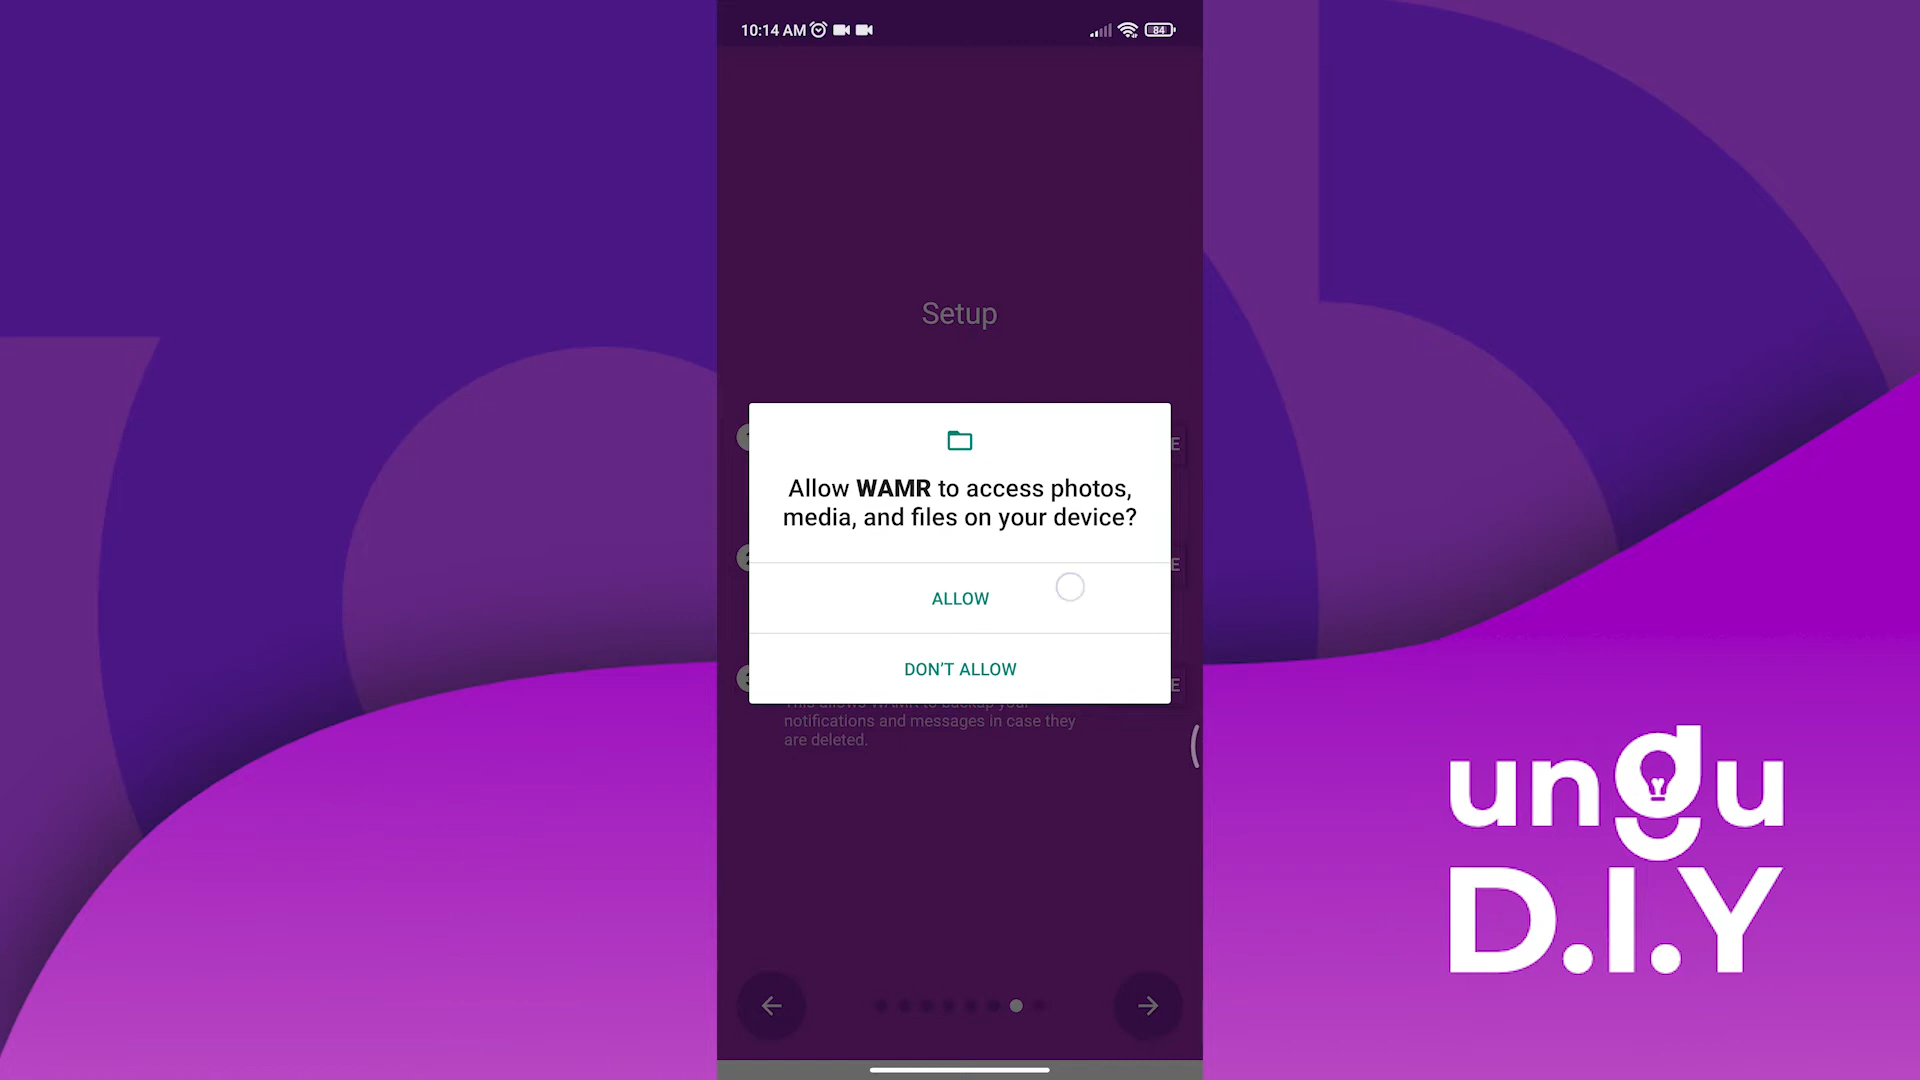 10:14 AM
84
Setup
Allow WAMR to access photos,
media, and files on your device?
ALLOW
DON'T ALLOW
notifications and messages in case they
are deleted.
ungu
D.I.Y